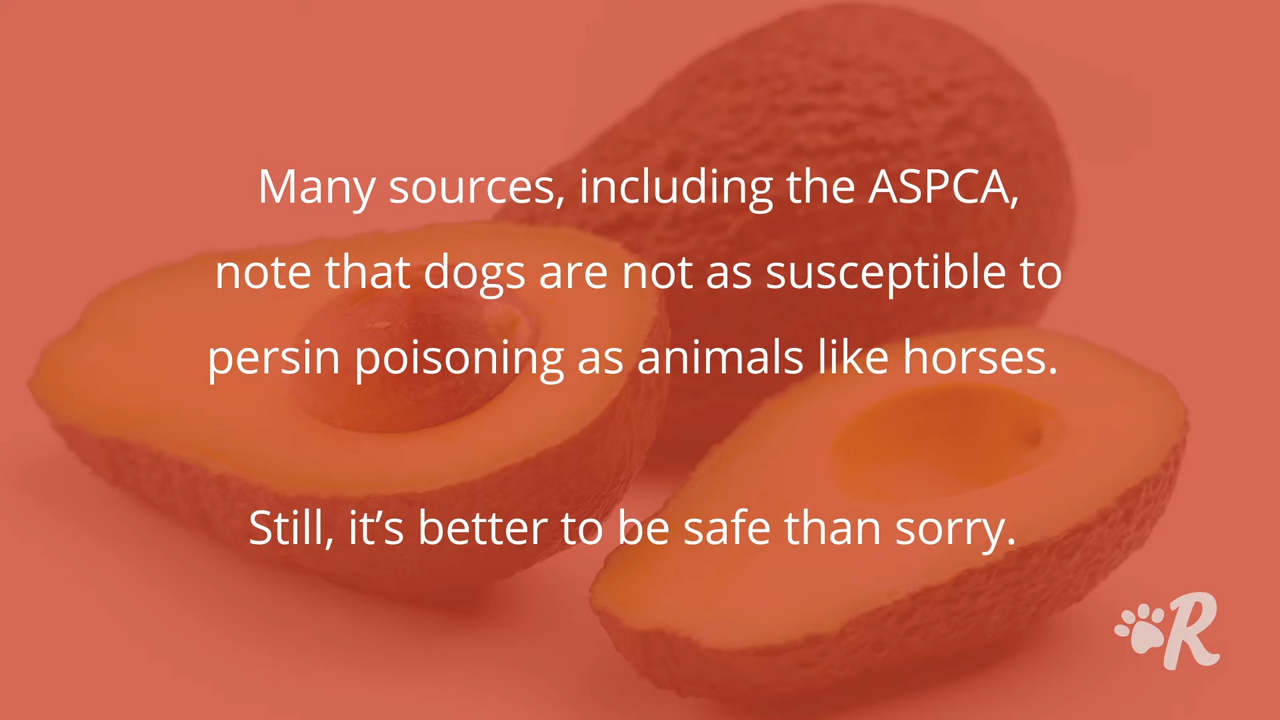 Many sources, including the ASPCA,
note that dogs are not as susceptible to
persin poisoning as animals like horses.
Still, it’s better to be safe than sorry.
R